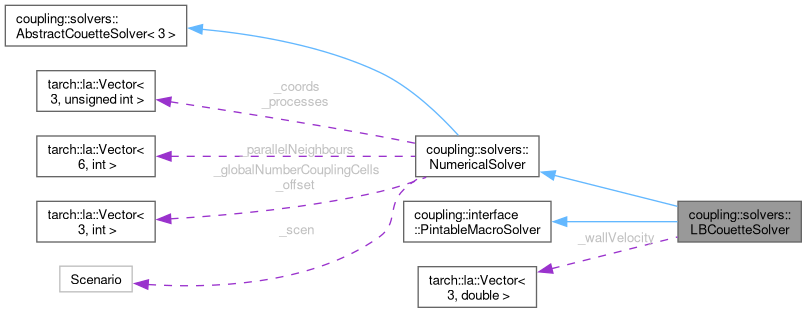 coupling::solvers::
AbstractCouetteSolver< 3 >
tarch::la::Vector<
3, unsigned int >
_coords
_processes
tarch::la::Vector<
6, int >
_parallelNeighbours
coupling::solvers::
NumericalSolver
_globalNumberCouplingCells
_offset
tarch::la::Vector<
3, int >
coupling::interface
::PintableMacroSolver
coupling::solvers::
LBCouetteSolver
_scen
_wallVelocity
Scenario
tarch::la::Vector<
3, double >